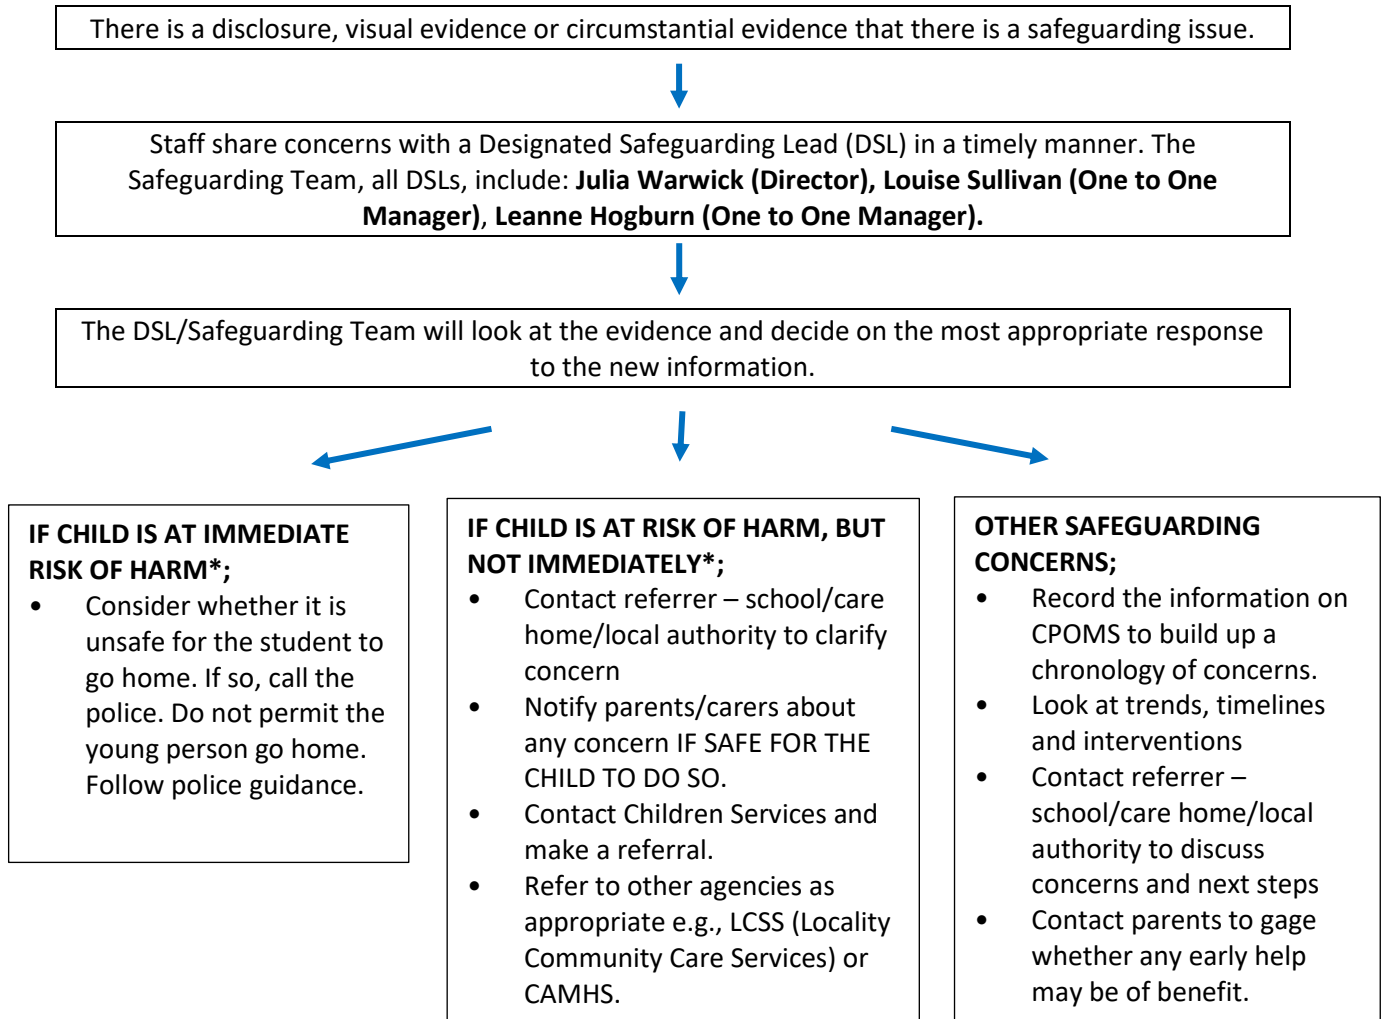 There is a disclosure, visual evidence or circumstantial evidence that there is a safeguarding issue.
Staff share concerns with a Designated Safeguarding Lead (DSL) in a timely manner. The
Safeguarding Team, all DSLs, include: Julia Warwick (Director), Louise Sullivan (One to One
Manager), Leanne Hogburn (One to One Manager).
The DSL/Safeguarding Team will look at the evidence and decide on the most appropriate response
to the new information.
IF CHILD IS AT IMMEDIATE
RISK OF HARM*;
• Consider whether it is
unsafe for the student to
go home. If so, call the
police. Do not permit the
young person go home.
Follow police guidance.
IF CHILD IS AT RISK OF HARM, BUT
NOT IMMEDIATELY*;
• Contact referrer – school/care
home/local authority to clarify
concern
• Notify parents/carers about
any concern IF SAFE FOR THE
CHILD TO DO SO.
• Contact Children Services and
make a referral.
• Refer to other agencies as
appropriate e.g., LCSS (Locality
Community Care Services) or
CAMHS.
OTHER SAFEGUARDING
CONCERNS;
• Record the information on
CPOMS to build up a
chronology of concerns.
• Look at trends, timelines
and interventions
• Contact referrer –
school/care home/local
authority to discuss
concerns and next steps
• Contact parents to gage
whether any early help
may be of benefit.